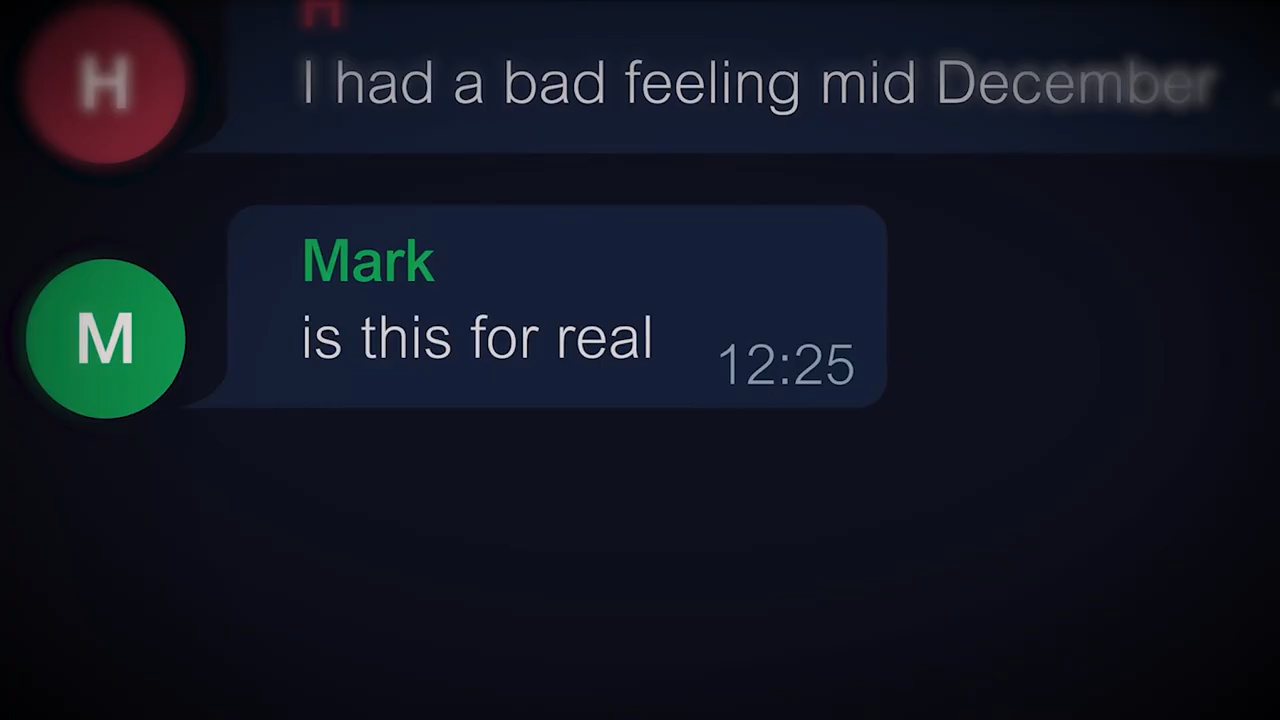 H
H
I had a bad feeling mid December
Mark
M
is this for real
12:25